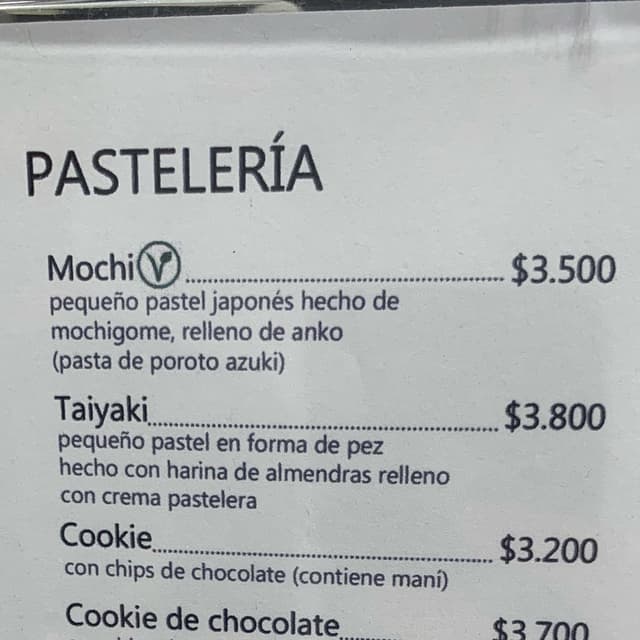 PASTELERÍA
Mochi V ........ $3.500
pequeño pastel japonés hecho de
mochigome, relleno de anko
(pasta de poroto azuki)
Taiyaki ........ $3.800
pequeño pastel en forma de pez
hecho con harina de almendras relleno
con crema pastelera
Cookie ........ $3.200
con chips de chocolate (contiene maní)
Cookie de chocolate ........ $3.700